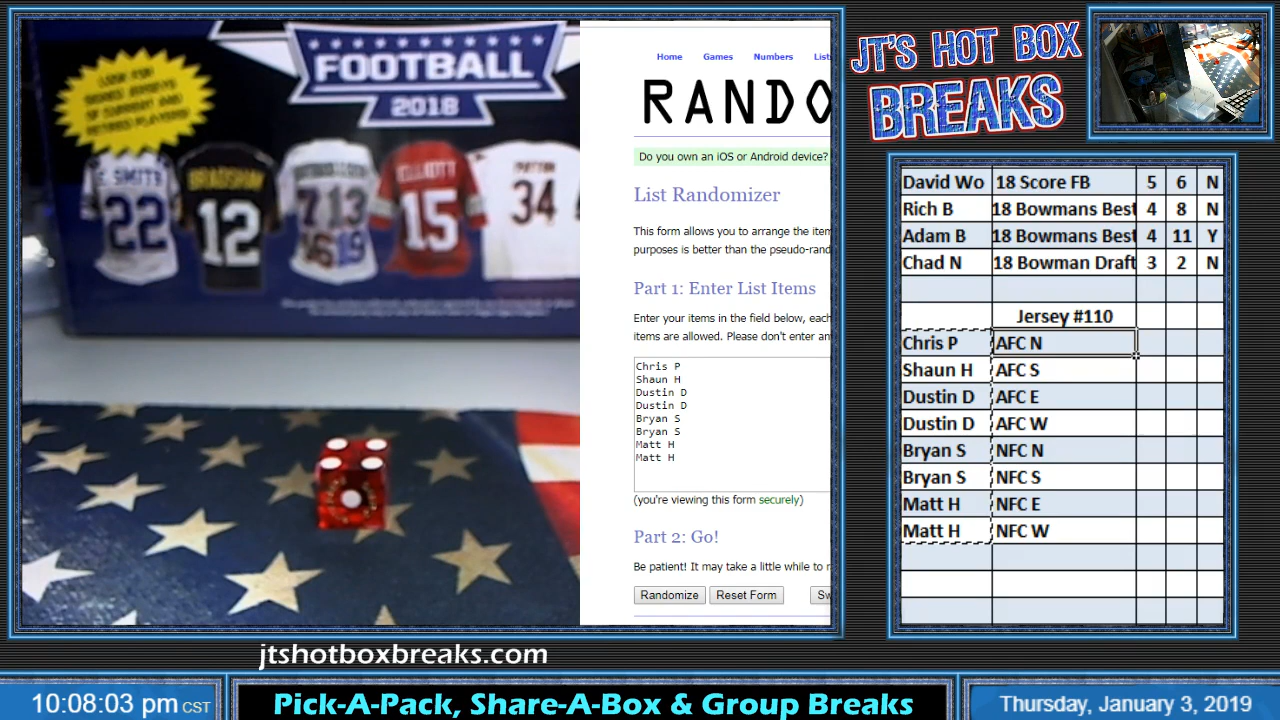 LOOK FOR
FOOTBALL
2018
E. SMITH
22
BRADSHAW
12
ELLIOTT
15
PAYTON
34
Home Games Numbers List
RANDO
Do you own an iOS or Android device?
List Randomizer
This form allows you to arrange the iten
purposes is better than the pseudo-rand
Part 1: Enter List Items
Enter your items in the field below, each
items are allowed. Please don't enter an
Chris P
Shaun H
Dustin D
Dustin D
Bryan S
Bryan S
Matt H
Matt H
(you're viewing this form securely)
Part 2: Go!
Be patient! It may take a little while to r
Randomize Reset Form Sw
JT'S HOT BOX
BREAKS
David Wo 18 Score FB 5 6 N
Rich B 18 Bowmans Best 4 8 N
Adam B 18 Bowmans Best 4 11 Y
Chad N 18 Bowman Draft 3 2 N
Jersey #110
Chris P AFC N
Shaun H AFC S
Dustin D AFC E
Dustin D AFC W
Bryan S NFC N
Bryan S NFC S
Matt H NFC E
Matt H NFC W
jtshotboxbreaks.com
10:08:03 pm CST
Pick-A-Pack, Share-A-Box & Group Breaks
Thursday, January 3, 2019